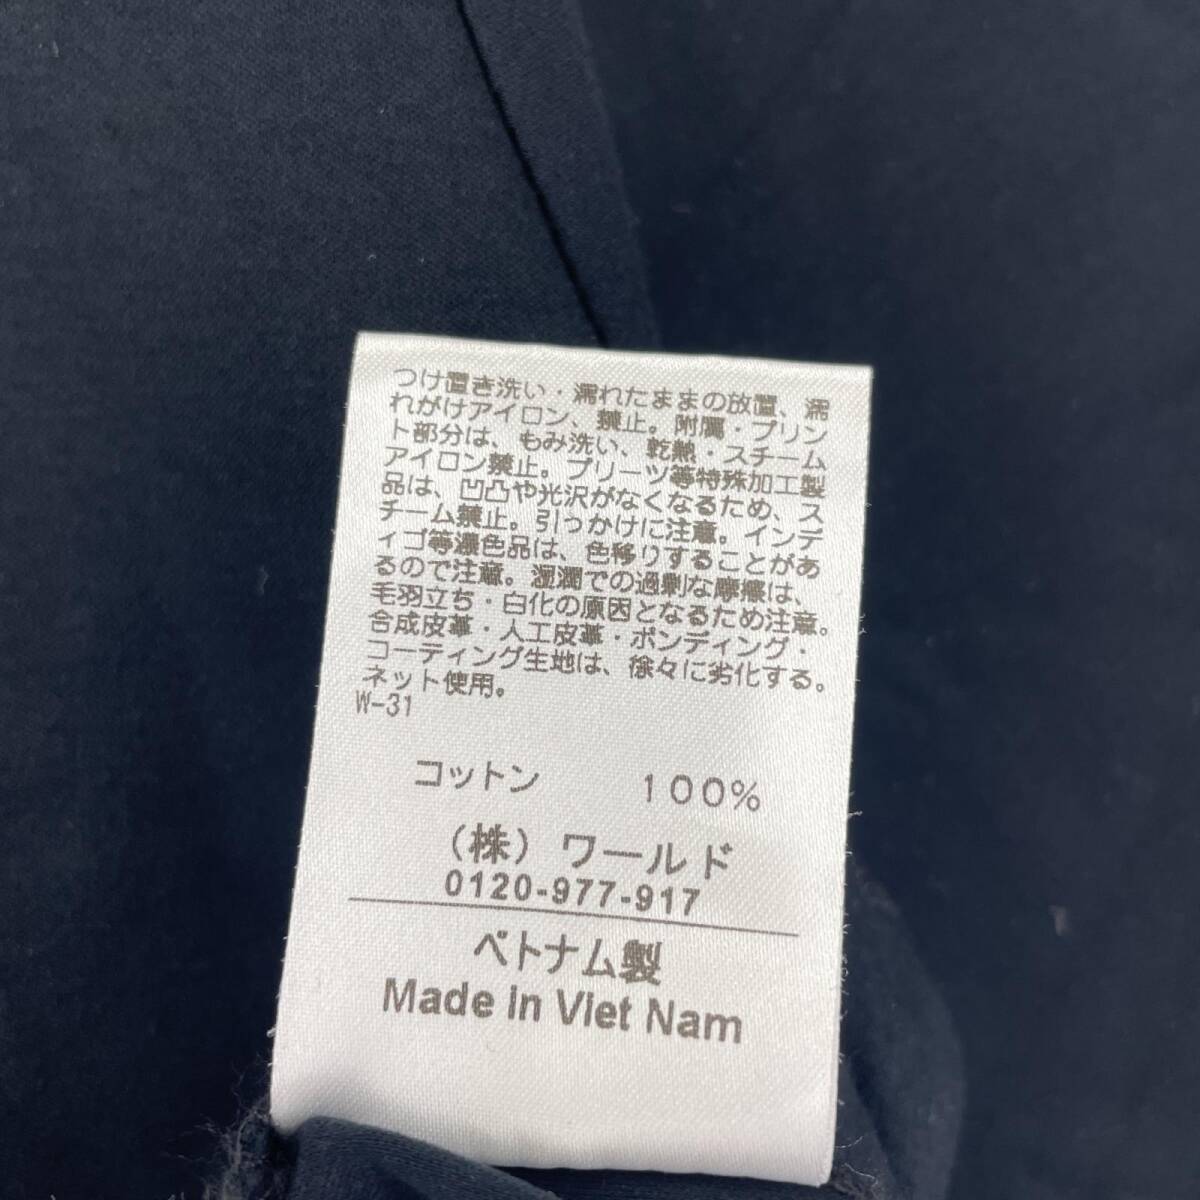 つけ置き洗い・濡れたままの放置、濡
れがけアイロン、禁止。附属・プリン
ト部分は、もみ洗い、乾熱・スチーム
アイロン禁止。プリーツ等特殊加工製
品は、凹凸や光沢がなくなるため、ス
チーム禁止。引っかけに注意。インデ
ィゴ等濃色品は、色移りすることがあ
るので注意。湿潤での過剰な摩擦は、
毛羽立ち・白化の原因となるため注意。
合成皮革・人工皮革・ボンディング・
コーティング生地は、徐々に劣化する。
ネット使用。
W-31
コットン 100%
（株）ワールド
0120-977-917
ベトナム製
Made in Viet Nam